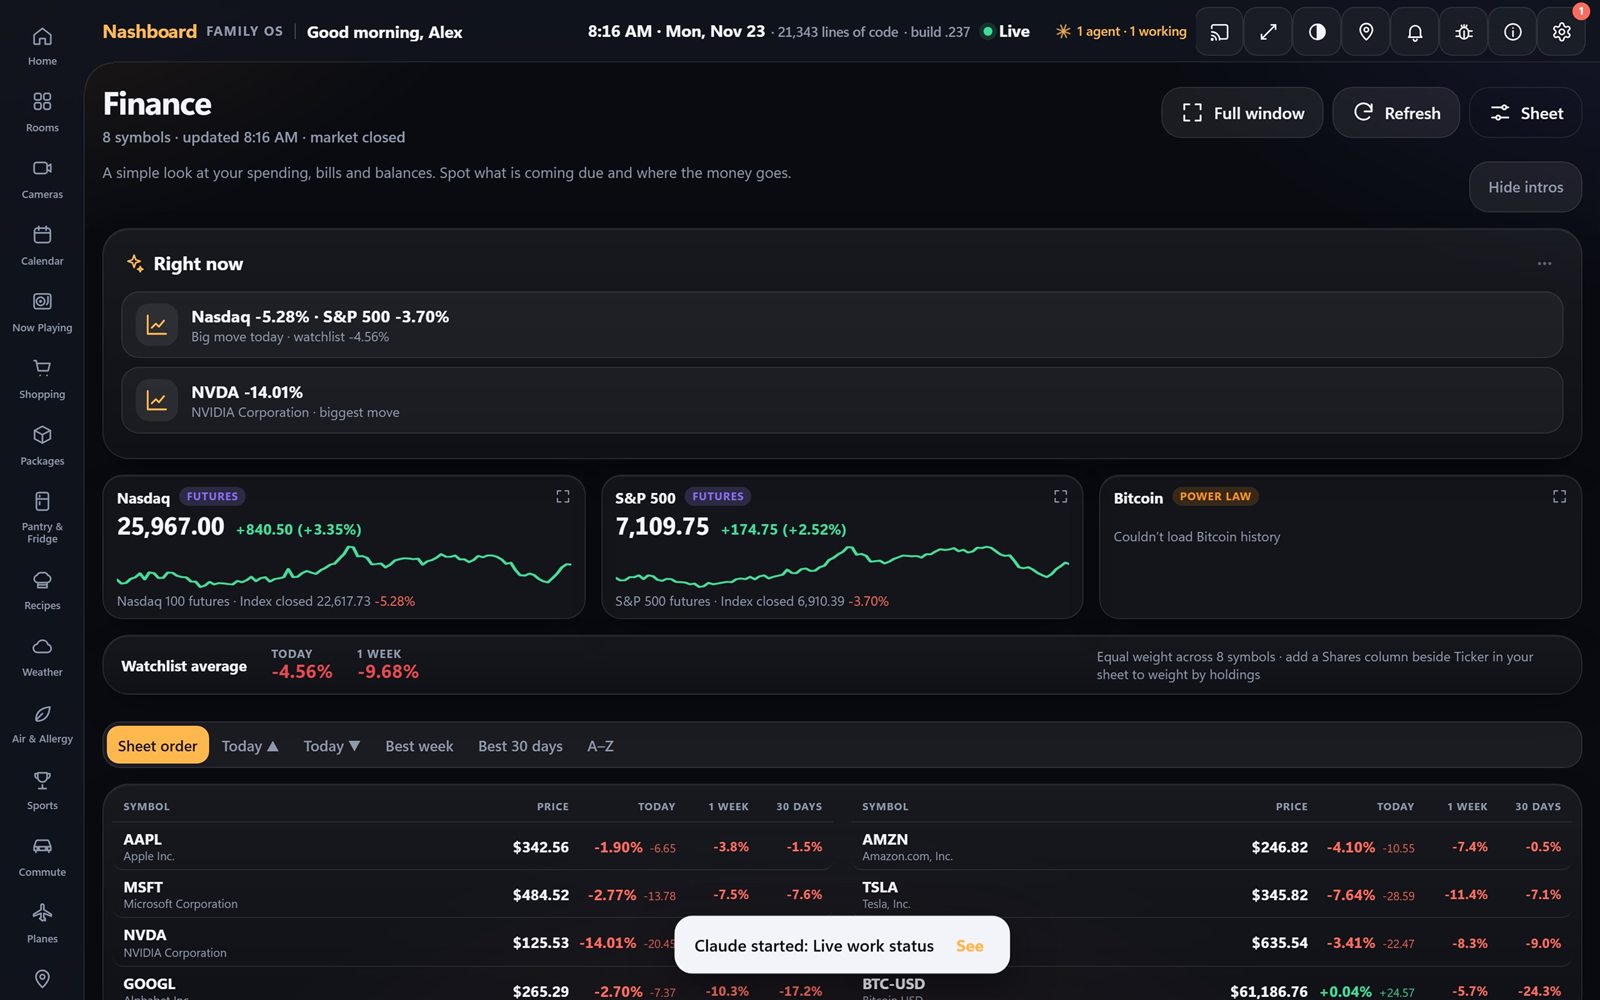 Nashboard FAMILY OS Good morning, Alex
8:16 AM · Mon, Nov 23 · 21,343 lines of code · build .237 Live
1 agent · 1 working
1
Home
Rooms
Cameras
Calendar
Now Playing
Shopping
Packages
Pantry &
Fridge
Recipes
Weather
Air & Allergy
Sports
Commute
Planes
Finance
8 symbols · updated 8:16 AM · market closed
A simple look at your spending, bills and balances. Spot what is coming due and where the money goes.
Full window
Refresh
Sheet
Hide intros
Right now
Nasdaq -5.28% · S&P 500 -3.70%
Big move today · watchlist -4.56%
NVDA -14.01%
NVIDIA Corporation · biggest move
Nasdaq FUTURES
25,967.00 +840.50 (+3.35%)
Nasdaq 100 futures · Index closed 22,617.73 -5.28%
S&P 500 FUTURES
7,109.75 +174.75 (+2.52%)
S&P 500 futures · Index closed 6,910.39 -3.70%
Bitcoin POWER LAW
Couldn't load Bitcoin history
Watchlist average
TODAY
-4.56%
1 WEEK
-9.68%
Equal weight across 8 symbols · add a Shares column beside Ticker in your
sheet to weight by holdings
Sheet order Today ▲ Today ▼ Best week Best 30 days A–Z
SYMBOL PRICE TODAY 1 WEEK 30 DAYS
AAPL
Apple Inc.
$342.56 -1.90% -6.65 -3.8% -1.5%
MSFT
Microsoft Corporation
$484.52 -2.77% -13.78 -7.5% -7.6%
NVDA
NVIDIA Corporation
$125.53 -14.01% -20.45
GOOGL
Alphabet Inc.
$265.29 -2.70% -7.37 -10.3% -17.2%
SYMBOL PRICE TODAY 1 WEEK 30 DAYS
AMZN
Amazon.com, Inc.
$246.82 -4.10% -10.55 -7.4% -0.5%
TSLA
Tesla, Inc.
$345.82 -7.64% -28.59 -11.4% -7.1%
$635.54 -3.41% -22.47 -8.3% -9.0%
BTC-USD
Bitcoin USD
$61,186.76 +0.04% +24.57 -5.7% -24.3%
Claude started: Live work status See